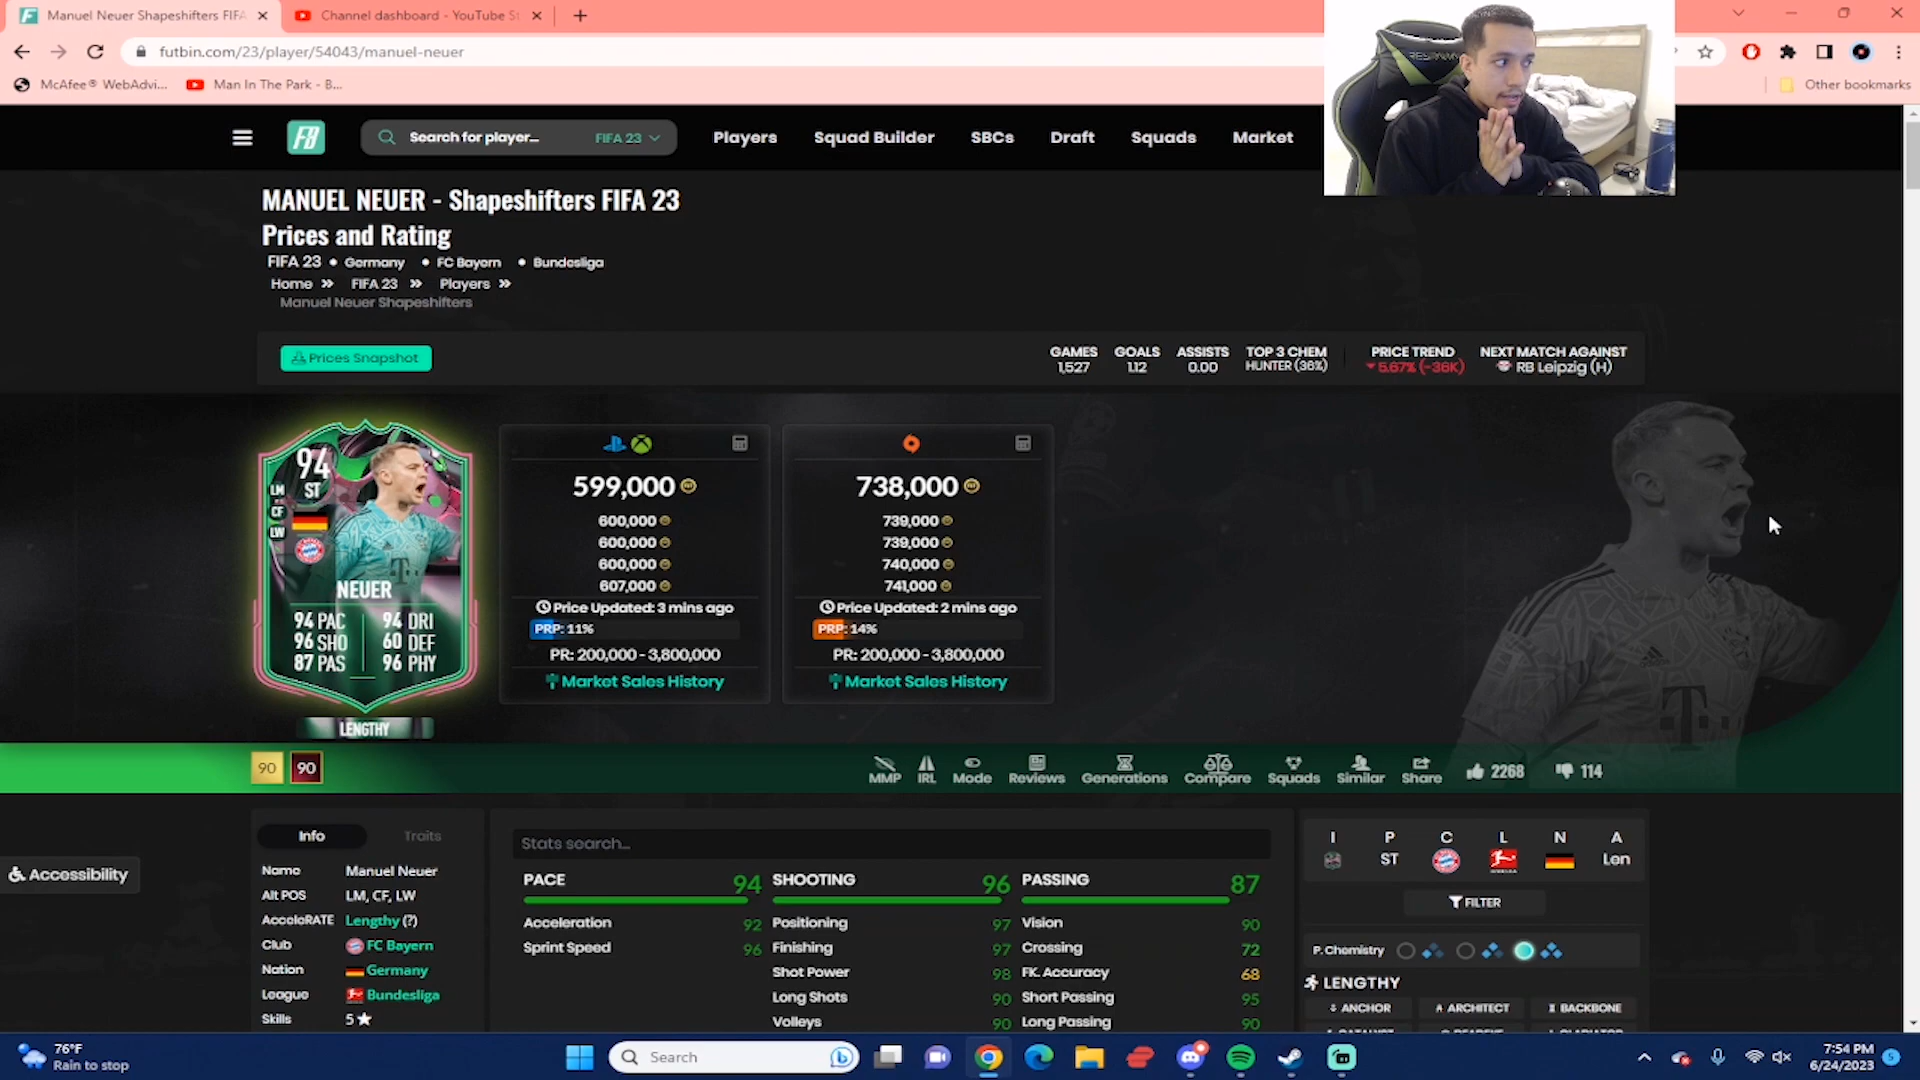 Manuel Neuer Shapeshifters FIFA
Channel dashboard - YouTube St
futbin.com/23/player/54043/manuel-neuer
McAfee® WebAdvi...
Man In The Park - B...
Other bookmarks
FB
Search for player...
FIFA 23
Players
Squad Builder
SBCs
Draft
Squads
Market
MANUEL NEUER - Shapeshifters FIFA 23
Prices and Rating
FIFA 23 • Germany • FC Bayern • Bundesliga
Home » FIFA 23 » Players »
Manuel Neuer Shapeshifters
Prices Snapshot
GAMES
1,527
GOALS
1.12
ASSISTS
0.00
TOP 3 CHEM
HUNTER (36%)
PRICE TREND
5.67% (-36K)
NEXT MATCH AGAINST
RB Leipzig (H)
94
ST
LM
CF
LW
NEUER
94 PAC 94 DRI
96 SHO 60 DEF
87 PAS 96 PHY
LENGTHY
599,000
600,000
600,000
600,000
607,000
Price Updated: 3 mins ago
PRP: 11%
PR: 200,000 - 3,800,000
Market Sales History
738,000
739,000
739,000
740,000
741,000
Price Updated: 2 mins ago
PRP: 14%
PR: 200,000 - 3,800,000
Market Sales History
90 90
MMP
IRL
Mode
Reviews
Generations
Compare
Squads
Similar
Share
2268
114
Info
Traits
Name Manuel Neuer
Alt POS LM, CF, LW
AcceleRATE Lengthy (?)
Club FC Bayern
Nation Germany
League Bundesliga
Skills 5★
Stats search...
PACE 94
Acceleration 92
Sprint Speed 96
SHOOTING 96
Positioning 97
Finishing 97
Shot Power 98
Long Shots 90
Volleys 90
PASSING 87
Vision 90
Crossing 72
FK. Accuracy 68
Short Passing 95
Long Passing 90
I P C L N A
ST Len
FILTER
P. Chemistry
LENGTHY
ANCHOR
ARCHITECT
BACKBONE
Accessibility
76°F
Rain to stop
Search
7:54 PM
6/24/2023
5